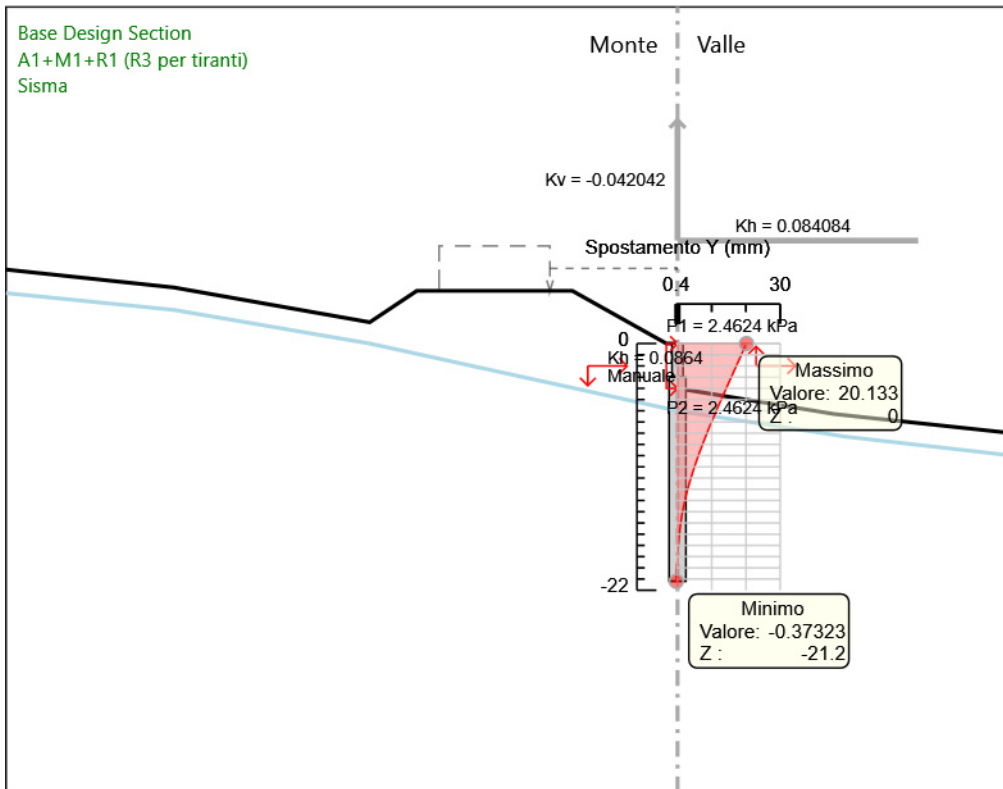 Base Design Section
A1+M1+R1 (R3 per tiranti)
Sisma
Monte
Valle
Kv = -0.042042
Kh = 0.084084
Spostamento Y (mm)
0.4
30
P1 = 2.4624 kPa
0
Kh = 0.0864
Manuale
Massimo
Valore: 20.133
Z : 0
P2 = 2.4624 kPa
-22
Minimo
Valore: -0.37323
Z : -21.2